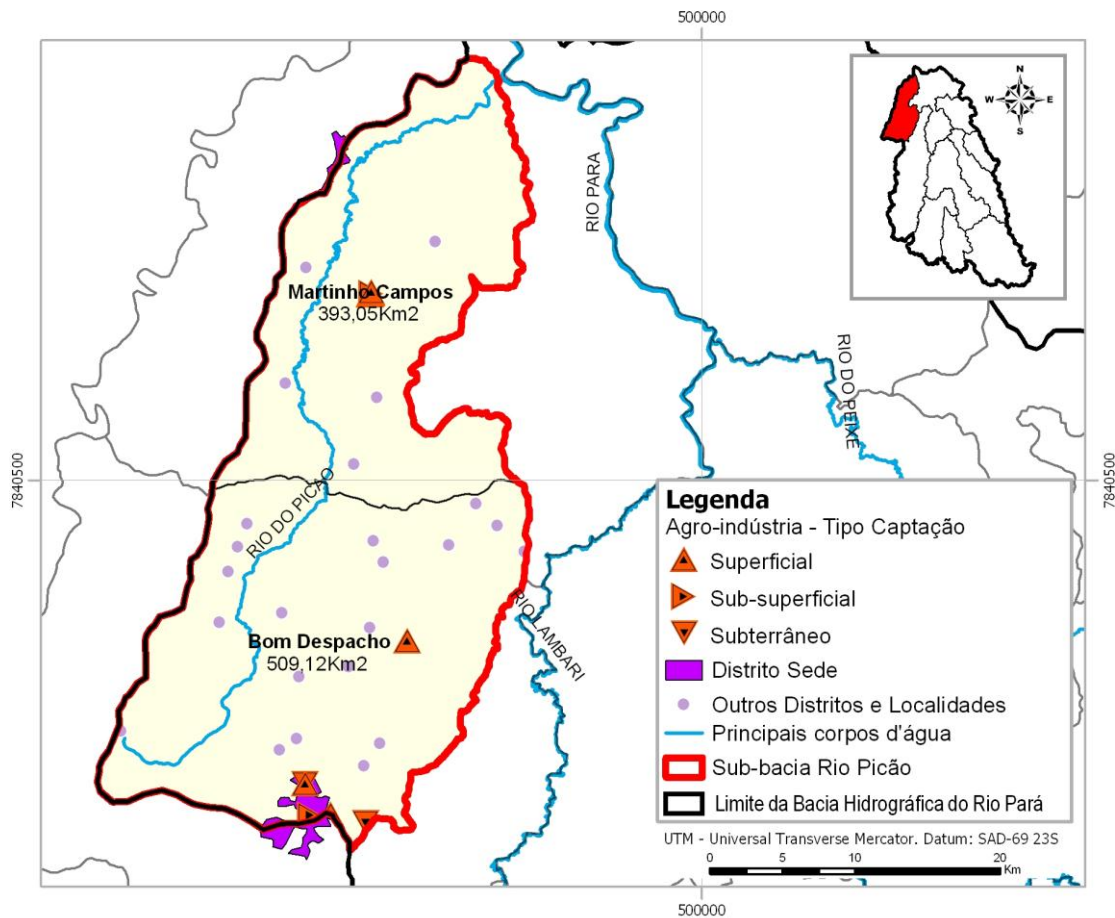 500000
N
W E
S
RIO PARA
Martinho Campos
393,05Km2
RIO DO PEIXE
7840500
7840500
RIO DO PICÃO
RIO LAMBARI
Bom Despacho
509,12Km2
Legenda
Agro-indústria - Tipo Captação
Superficial
Sub-superficial
Subterrâneo
Distrito Sede
Outros Distritos e Localidades
Principais corpos d'água
Sub-bacia Rio Picão
Limite da Bacia Hidrográfica do Rio Pará
UTM - Universal Transverse Mercator. Datum: SAD-69 23S
0 5 10 20
Km
500000